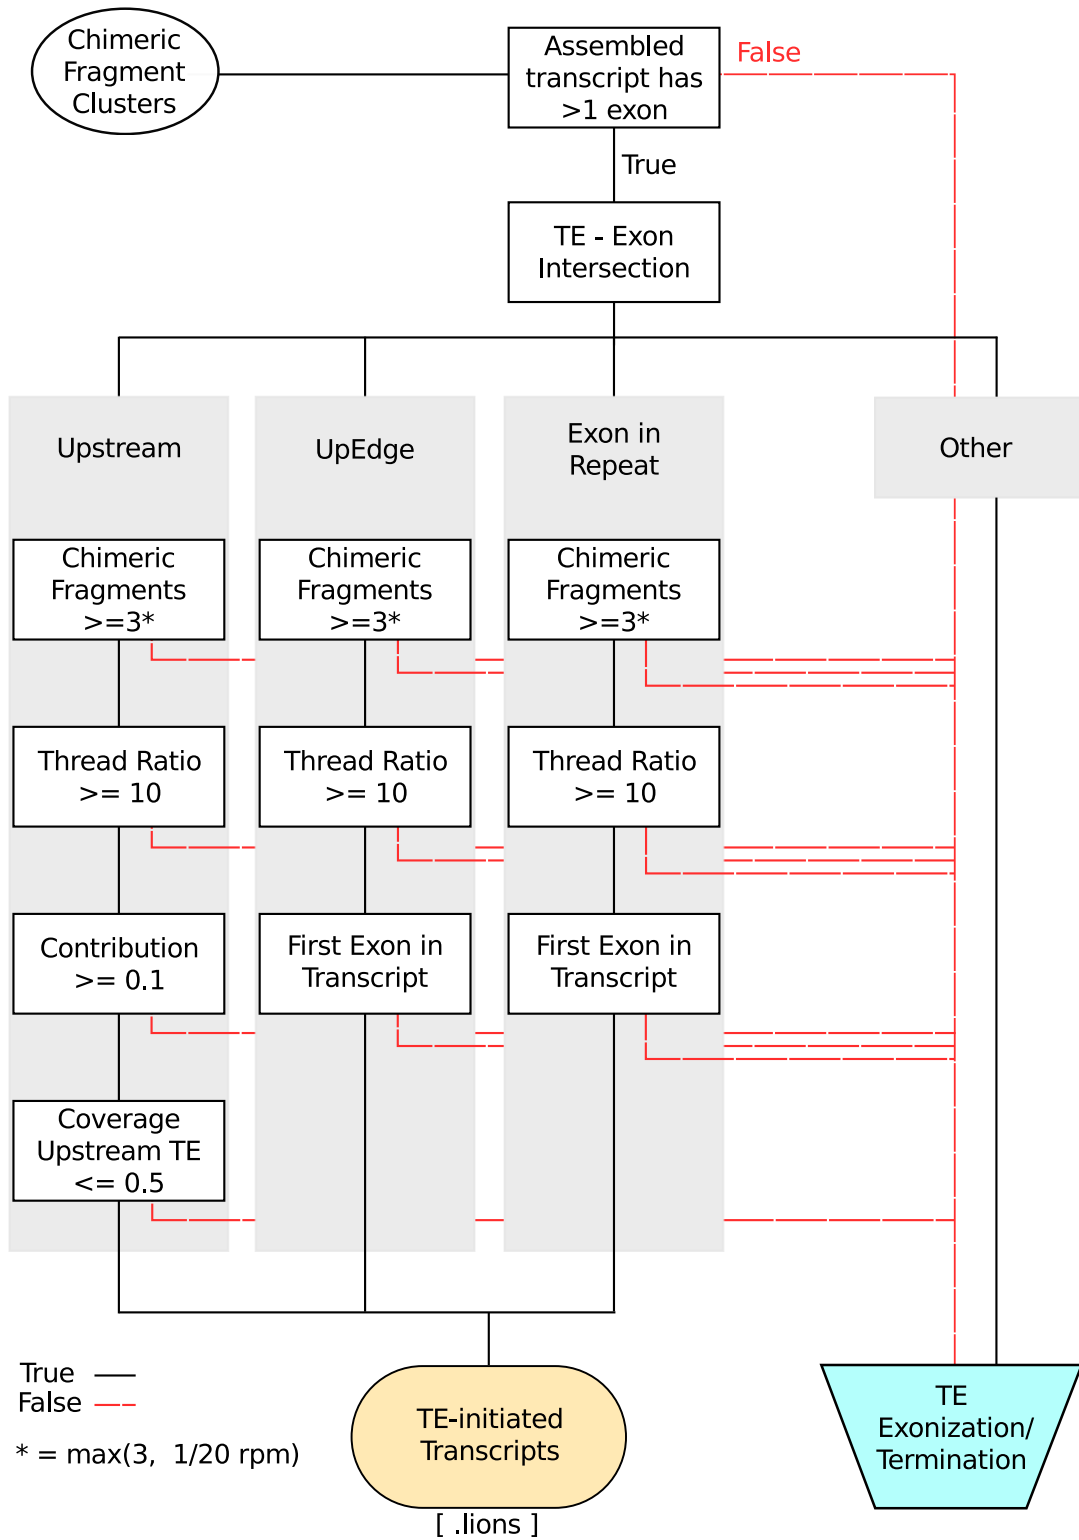 Chimeric
Fragment
Clusters
Assembled
transcript has
>1 exon
False
True
TE - Exon
Intersection
Upstream
UpEdge
Exon in
Repeat
Other
Chimeric
Fragments
>=3*
Chimeric
Fragments
>=3*
Chimeric
Fragments
>=3*
Thread Ratio
>= 10
Thread Ratio
>= 10
Thread Ratio
>= 10
Contribution
>= 0.1
First Exon in
Transcript
First Exon in
Transcript
Coverage
Upstream TE
<= 0.5
True
False
* = max(3, 1/20 rpm)
TE-initiated
Transcripts
[ .lions ]
TE
Exonization/
Termination